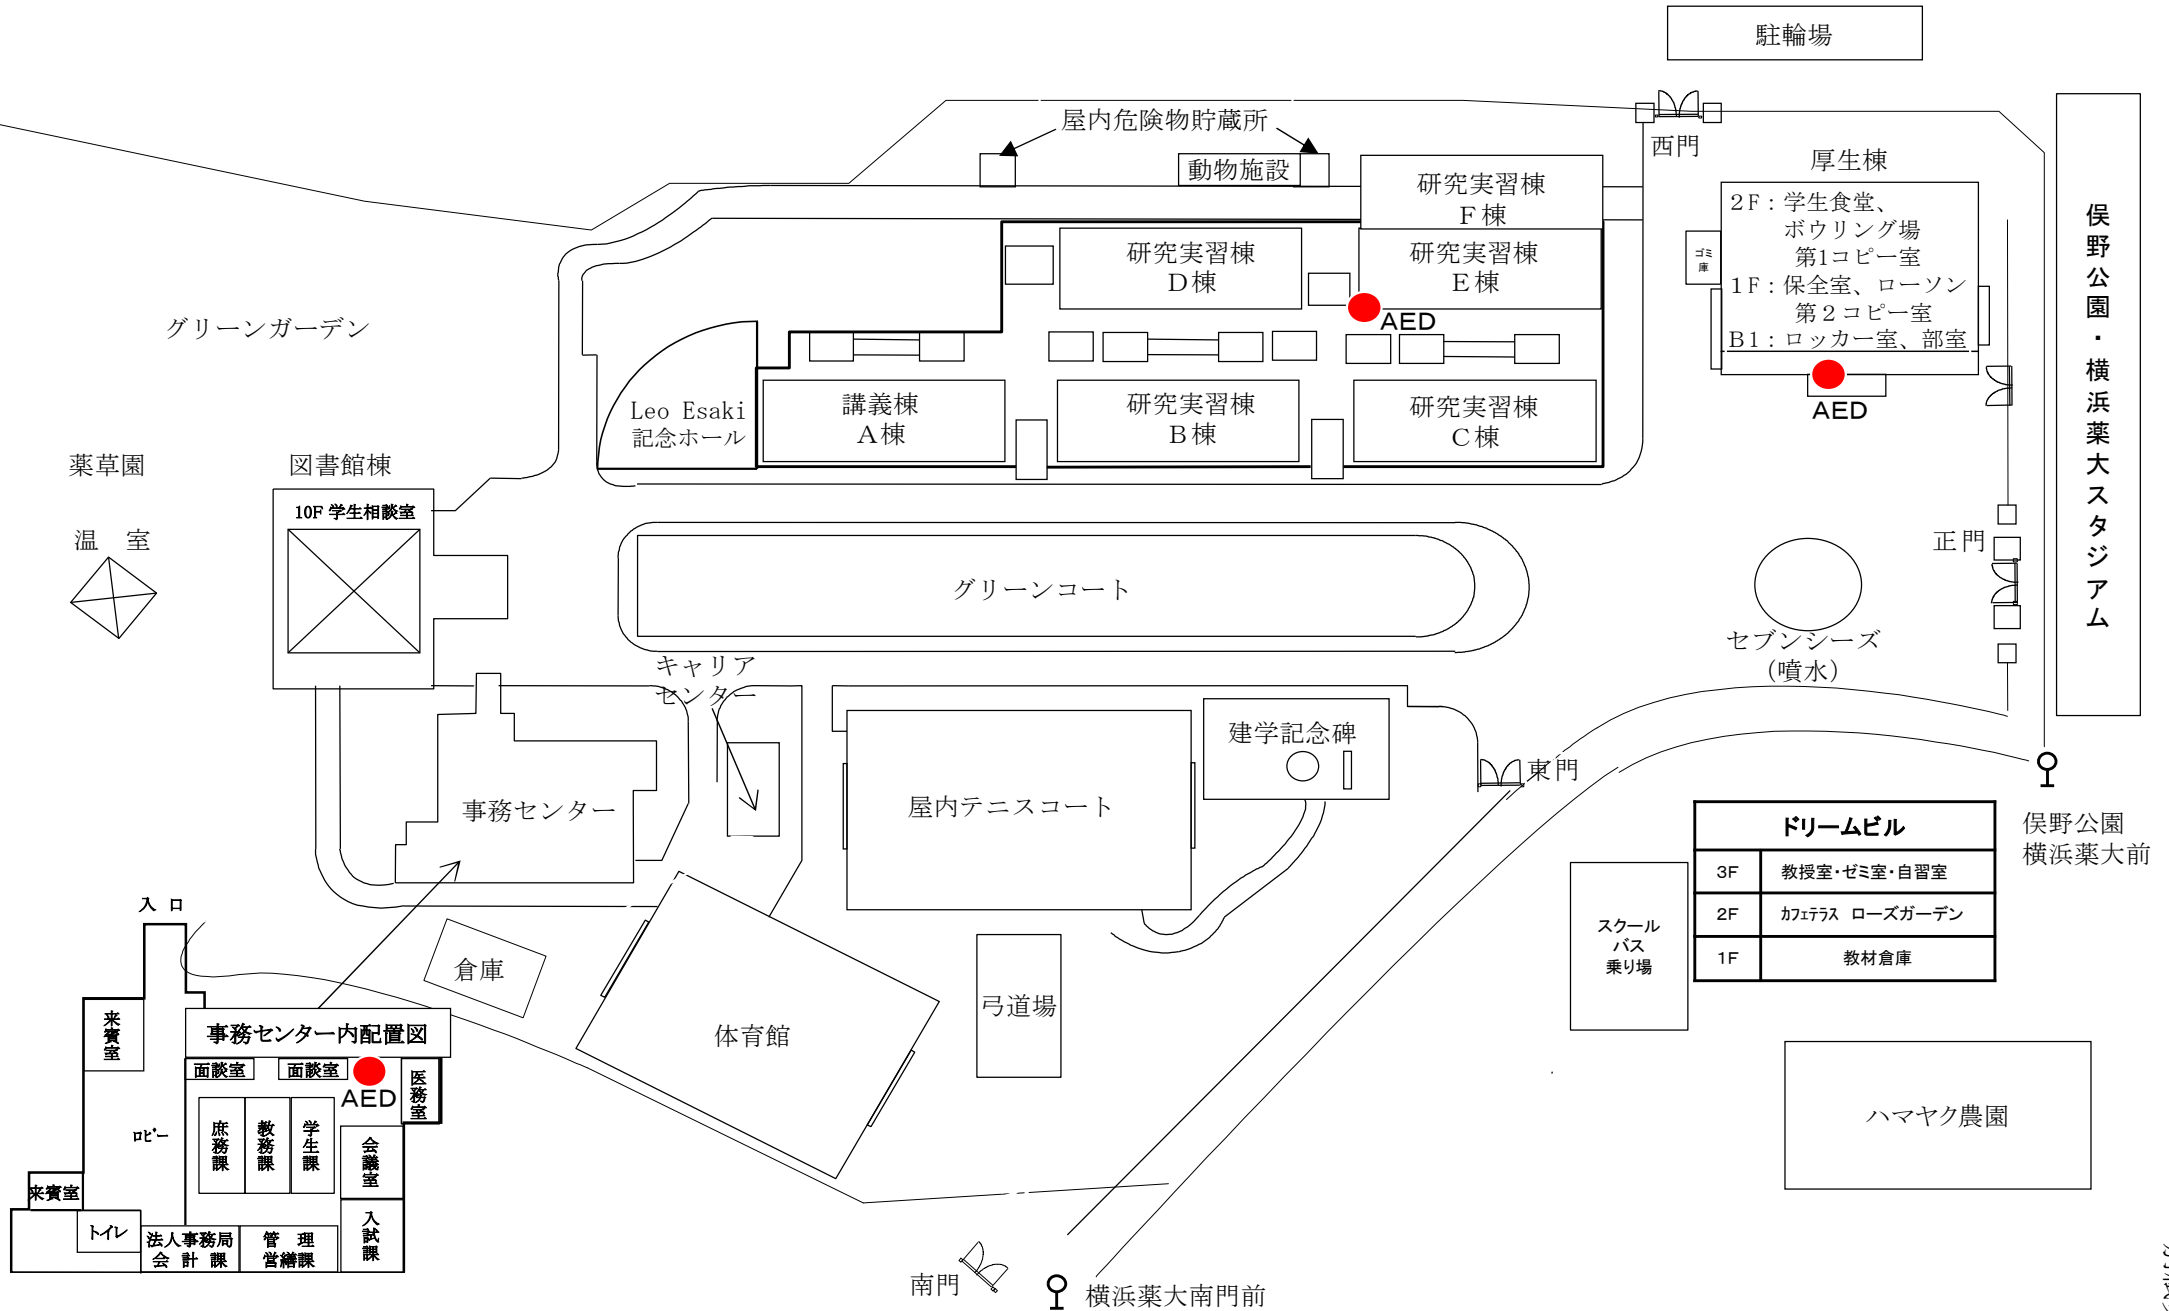 駐輪場
屋内危険物貯蔵所
西門
動物施設
研究実習棟
F棟
厚生棟
2F：学生食堂、
ボウリング場
第1コピー室
1F：保全室、ローソン
第２コピー室
B1：ロッカー室、部室
ゴミ庫
俣野公園・横浜薬大スタジアム
研究実習棟
D棟
研究実習棟
E棟
AED
AED
グリーンガーデン
Leo Esaki
記念ホール
講義棟
A棟
研究実習棟
B棟
研究実習棟
C棟
薬草園
図書館棟
10F 学生相談室
温　室
正門
グリーンコート
セブンシーズ
（噴水）
キャリア
センター
建学記念碑
東門
事務センター
屋内テニスコート
ドリームビル
3F 教授室・ゼミ室・自習室
2F ｶﾌｪﾃﾗｽ ローズガーデン
1F 教材倉庫
俣野公園
横浜薬大前
スクール
バス
乗り場
入口
倉庫
弓道場
体育館
来賓室
事務センター内配置図
面談室
面談室
AED
医務室
ﾛﾋﾞｰ
庶務課
教務課
学生課
会議室
来賓室
トイレ
法人事務局
会計課
管理
営繕課
入試課
ハマヤク農園
南門
横浜薬大南門前